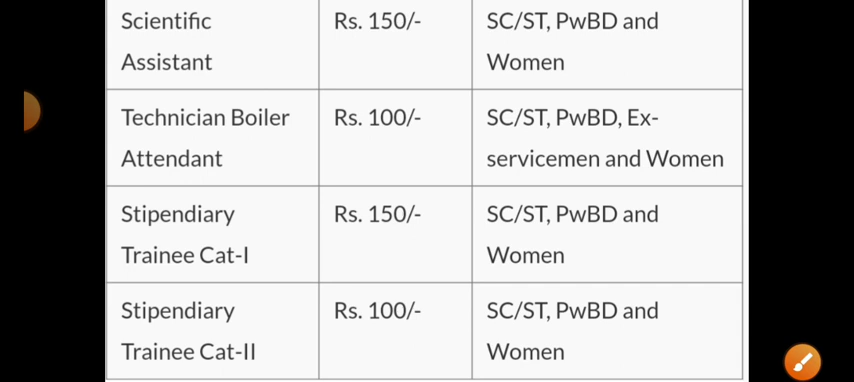 Scientific Rs. 150/- SC/ST, PwBD and
Assistant Women
Technician Boiler Rs. 100/- SC/ST, PwBD, Ex-
Attendant servicemen and Women
Stipendiary Rs. 150/- SC/ST, PwBD and
Trainee Cat-I Women
Stipendiary Rs. 100/- SC/ST, PwBD and
Trainee Cat-II Women